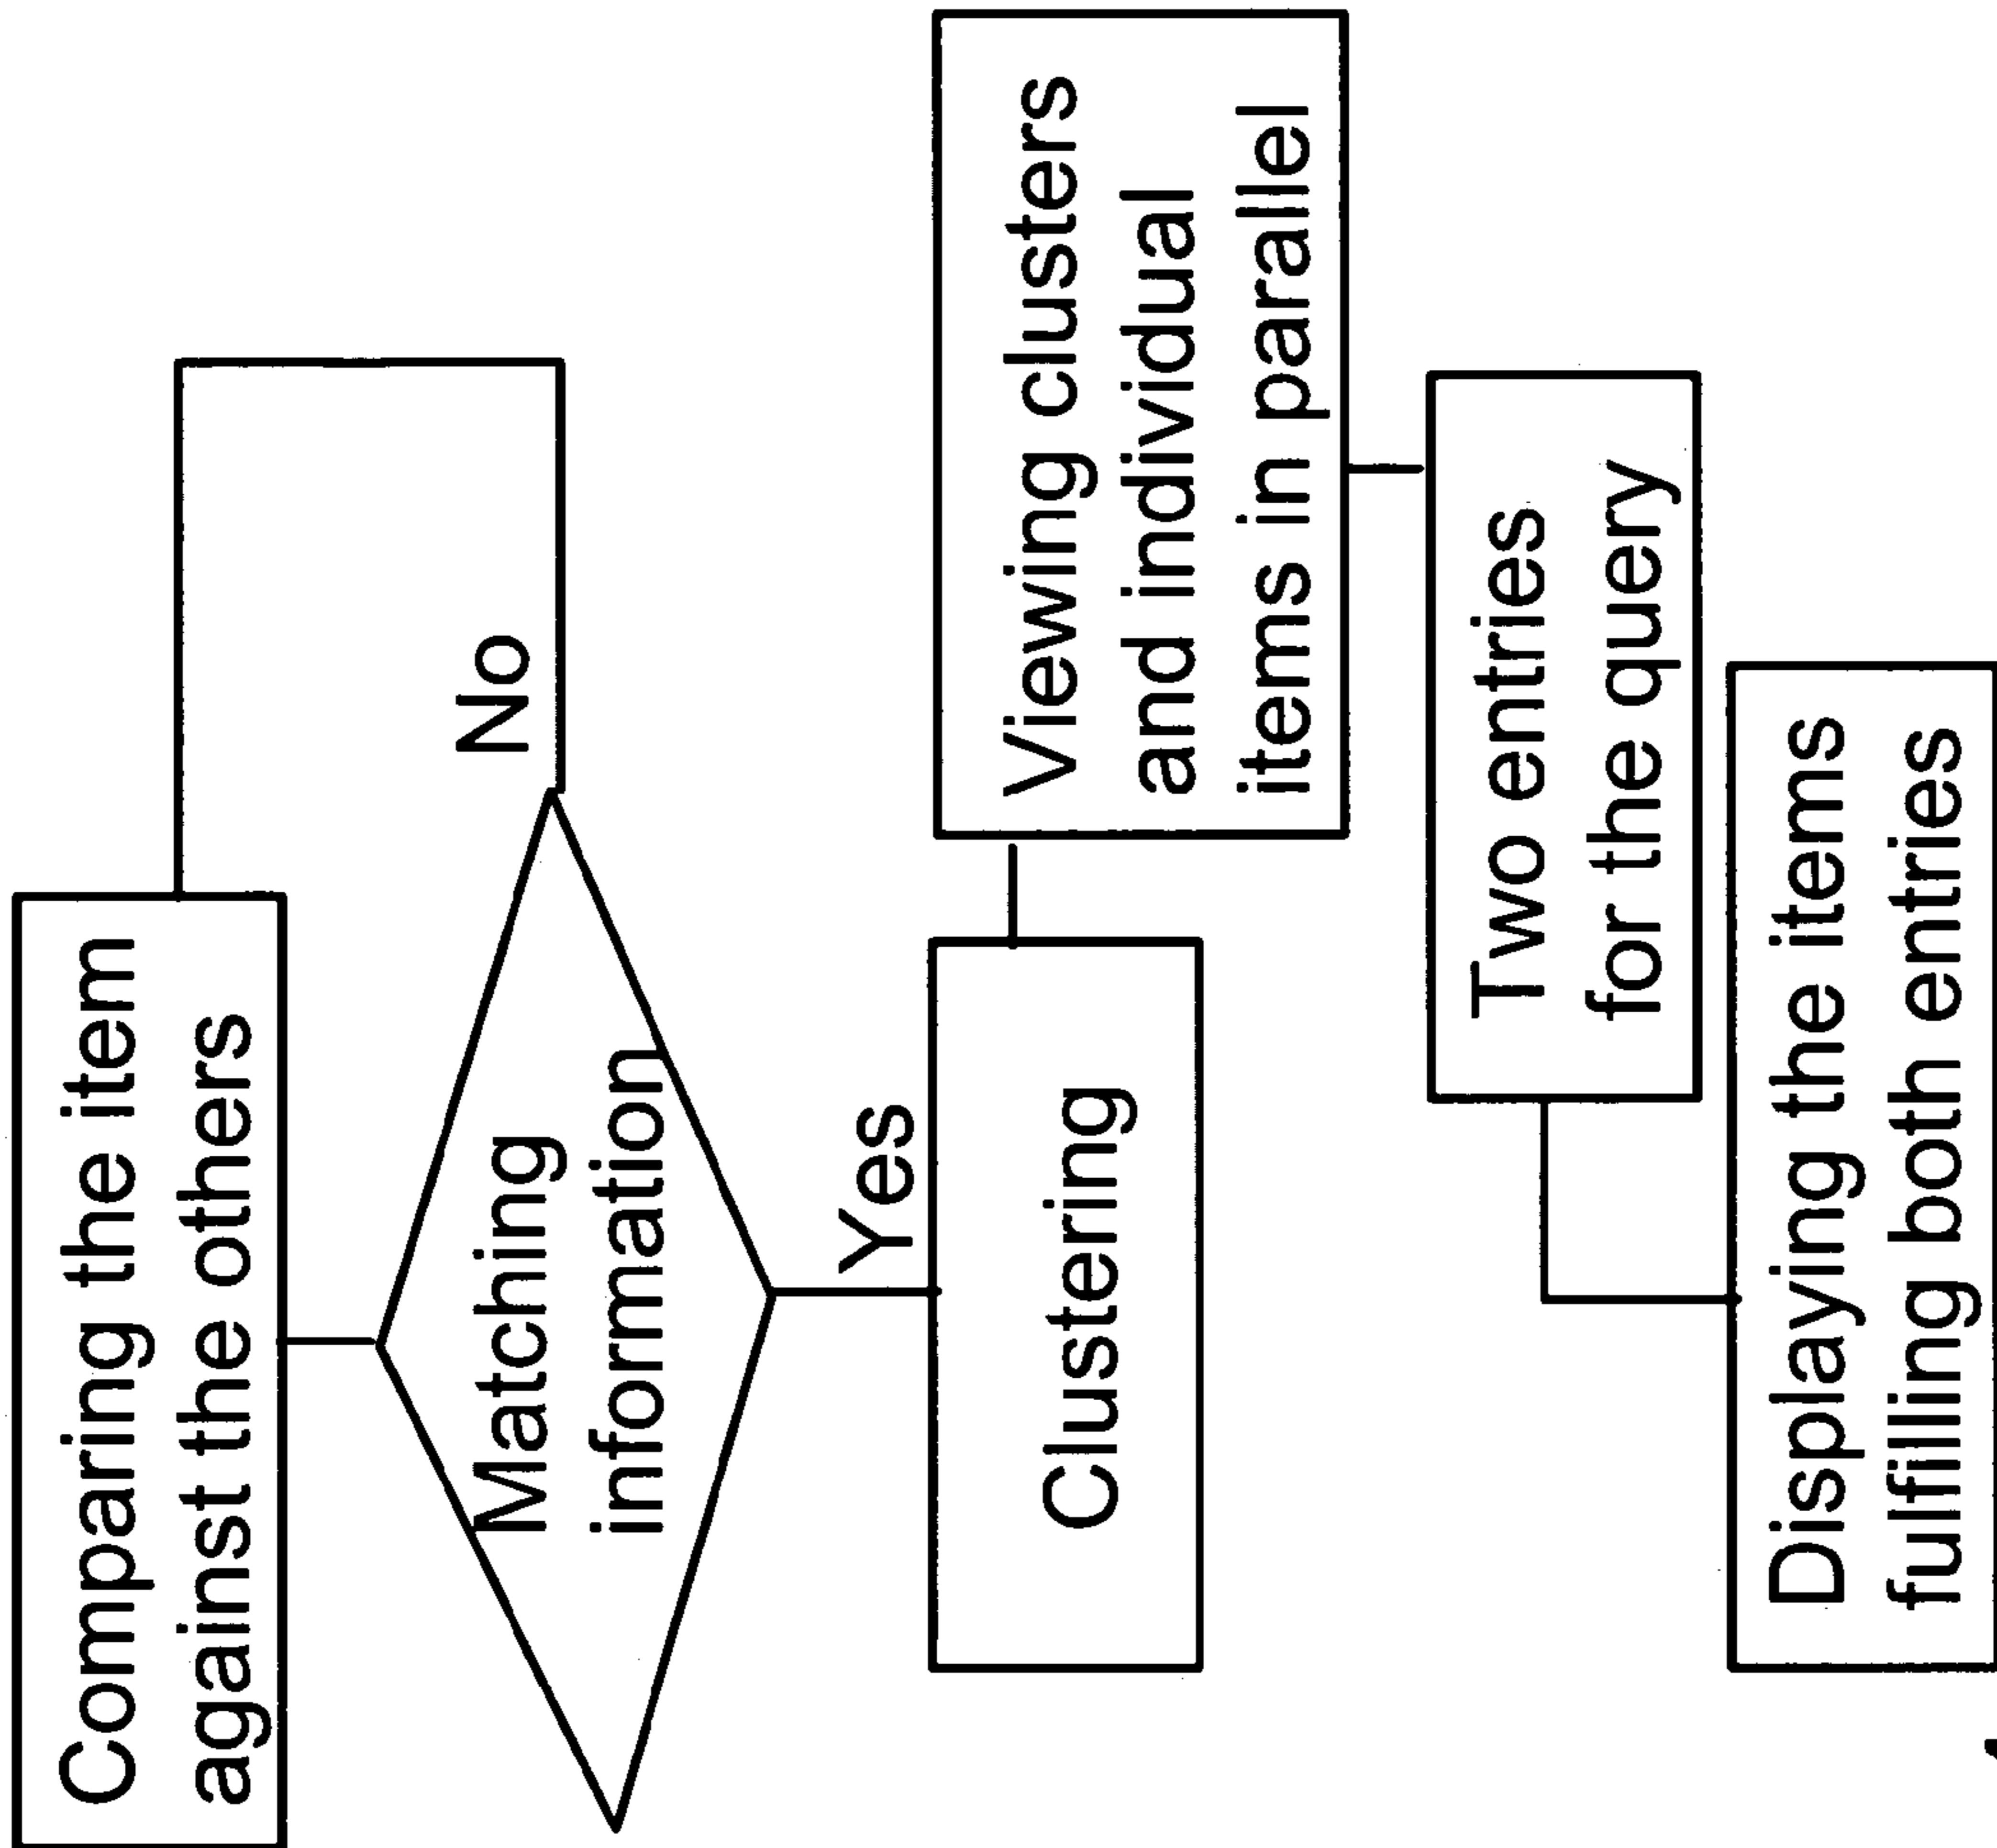 Comparing the item
against the others
No
Matching
information
Yes
Clustering
Viewing clusters
and individual
items in parallel
Two entries
for the query
Displaying the items
fulfilling both entries